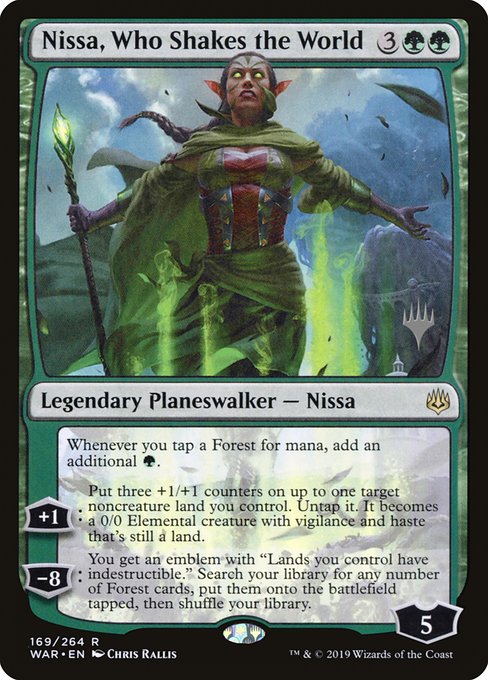 Nissa, Who Shakes the World 3
Legendary Planeswalker — Nissa
Whenever you tap a Forest for mana, add an
additional .
+1: Put three +1/+1 counters on up to one target
noncreature land you control. Untap it. It becomes
a 0/0 Elemental creature with vigilance and haste
that's still a land.
−8: You get an emblem with “Lands you control have
indestructible.” Search your library for any number
of Forest cards, put them onto the battlefield
tapped, then shuffle your library.
5
169/264 R
WAR • EN Chris Rallis
™ & © 2019 Wizards of the Coast